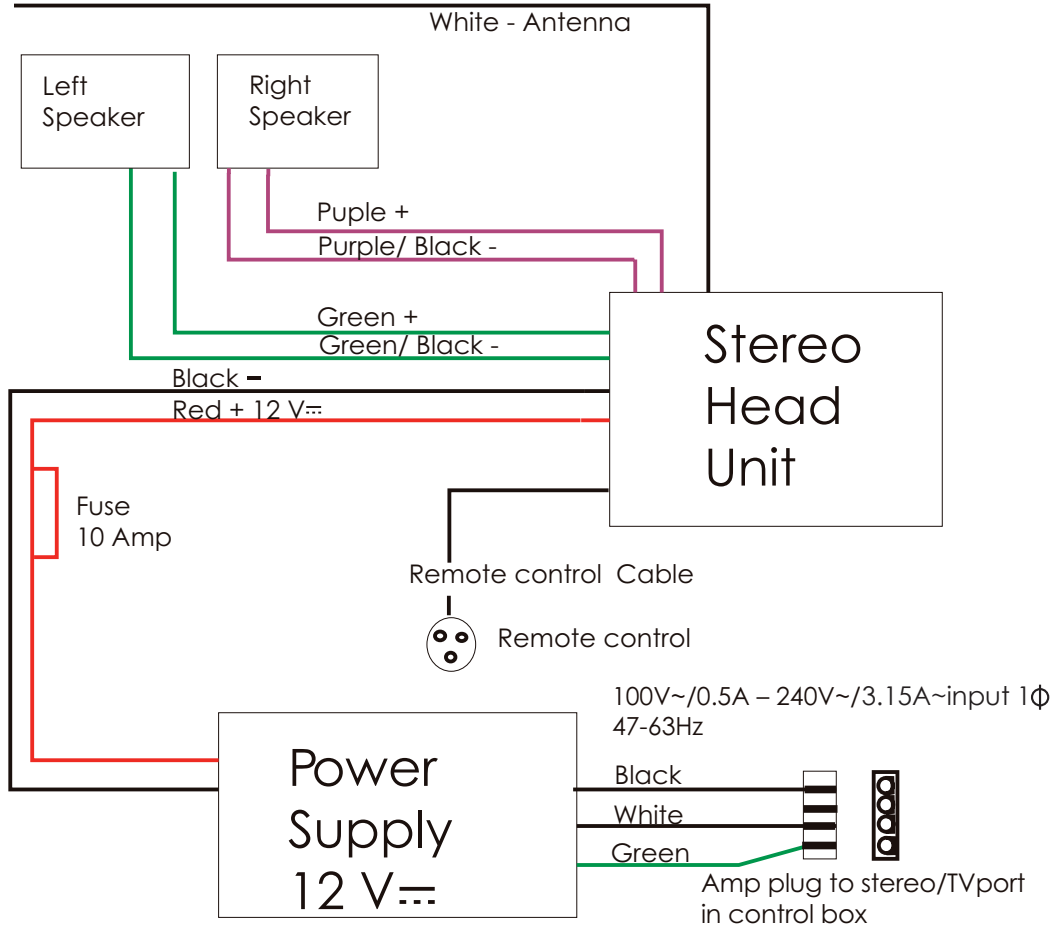 White - Antenna
Left
Speaker
Right
Speaker
Puple +
Purple/ Black -
Green +
Green/ Black -
Black –
Red + 12 V⎓
Stereo
Head
Unit
Fuse
10 Amp
Remote control  Cable
Remote control
100V~/0.5A – 240V~/3.15A~input 1ϕ
47-63Hz
Power
Supply
12 V⎓
Black
White
Green
Amp plug to stereo/TVport
in control box